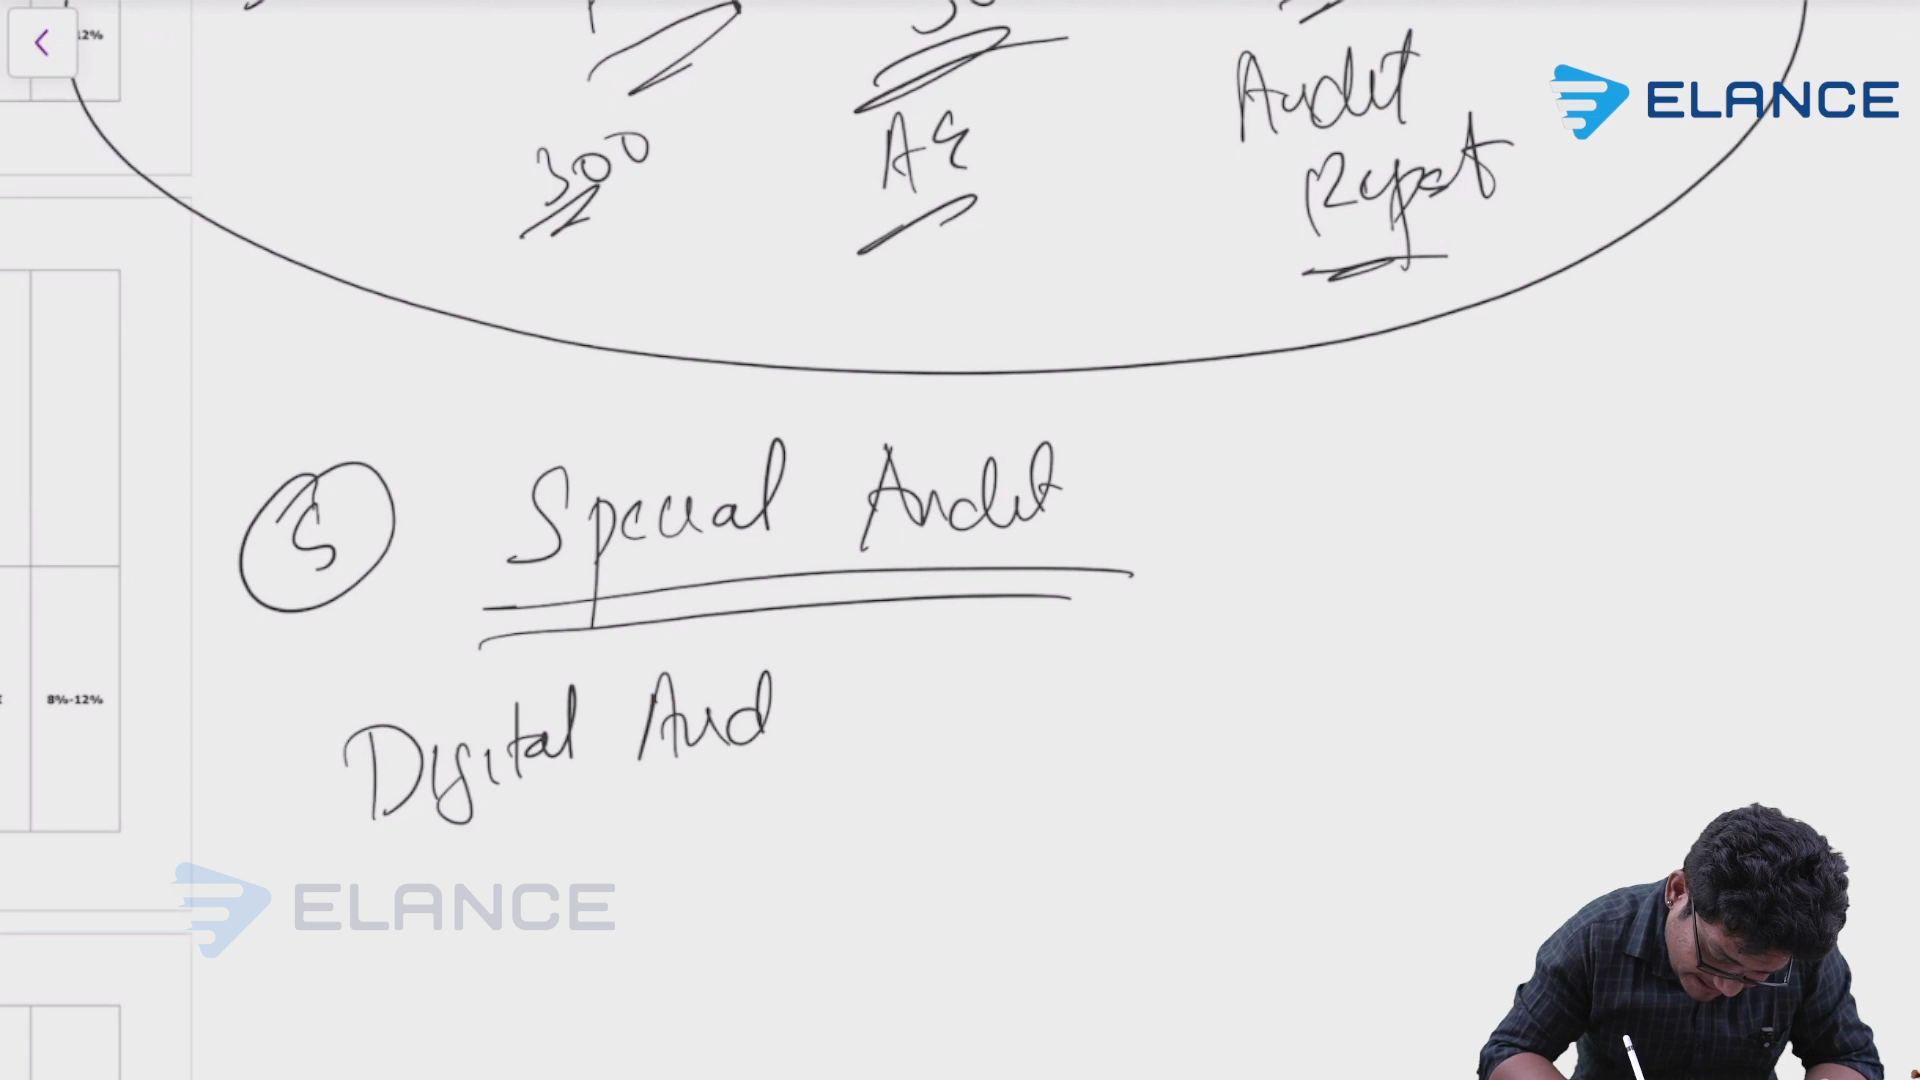 12%
ELANCE
Audit
300
AE
Report
5 Special Audit
8%-12%
Digital Aud
ELANCE